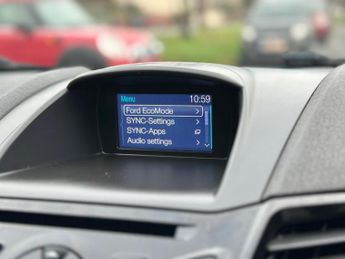 Menu 10:59
Ford EcoMode
SYNC-Settings
SYNC-Apps
Audio settings